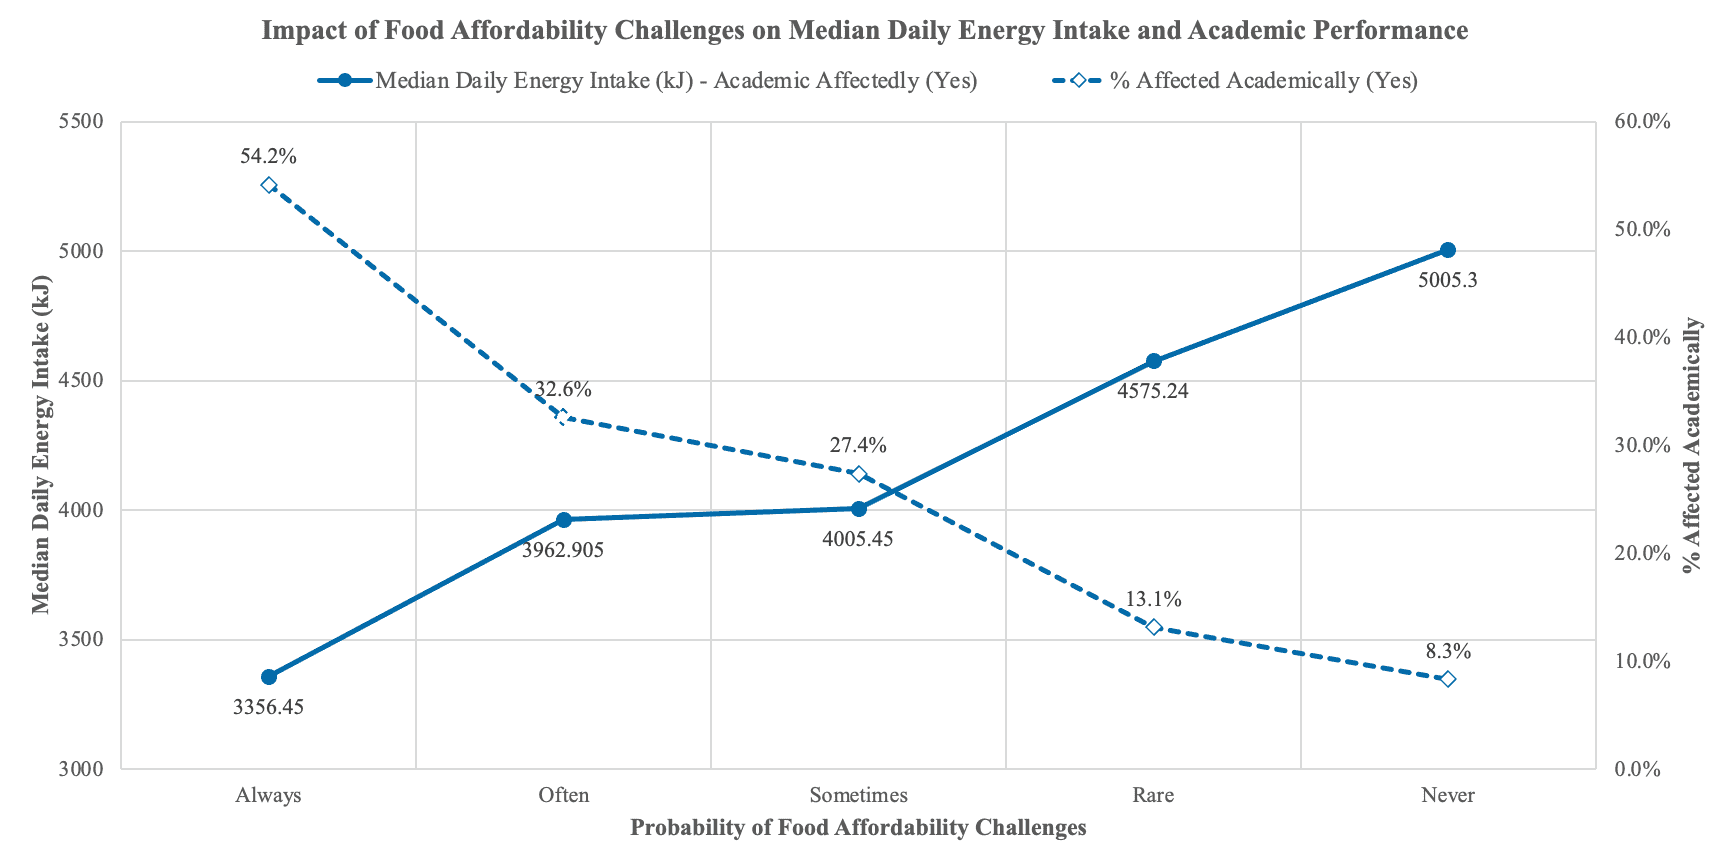 Impact of Food Affordability Challenges on Median Daily Energy Intake and Academic Performance
Median Daily Energy Intake (kJ) - Academic Affectedly (Yes)
% Affected Academically (Yes)
Median Daily Energy Intake (kJ)
5500
5000
4500
4000
3500
3000
54.2%
32.6%
27.4%
13.1%
8.3%
3356.45
3962.905
4005.45
4575.24
5005.3
60.0%
50.0%
40.0%
30.0%
20.0%
10.0%
0.0%
% Affected Academically
Always
Often
Sometimes
Rare
Never
Probability of Food Affordability Challenges